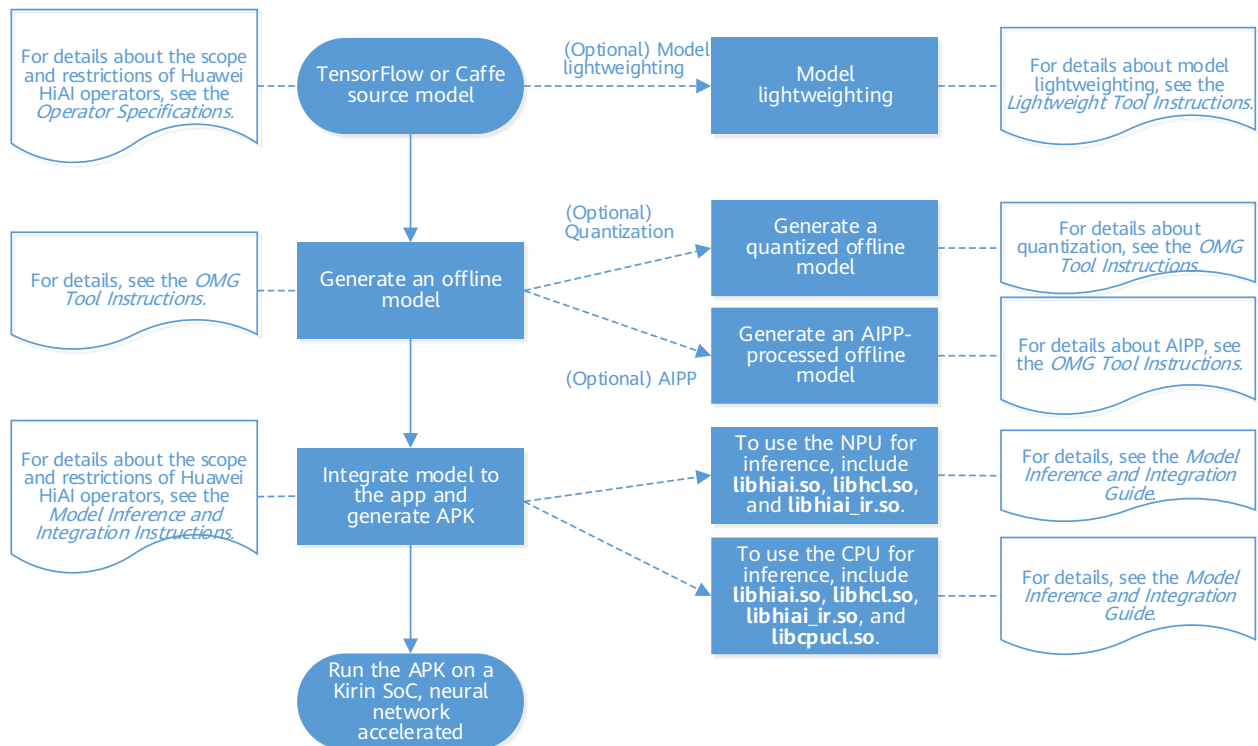 For details about the scope
and restrictions of Huawei
HiAI operators, see the
Operator Specifications.
TensorFlow or Caffe
source model
(Optional) Model
lightweighting
Model
lightweighting
For details about model
lightweighting, see the
Lightweight Tool Instructions.
For details, see the OMG
Tool Instructions.
Generate an offline
model
(Optional)
Quantization
Generate a
quantized offline
model
For details about
quantization, see the OMG
Tool Instructions.
(Optional) AIPP
Generate an AIPP-
processed offline
model
For details about AIPP, see
the OMG Tool Instructions.
For details about the scope
and restrictions of Huawei
HiAI operators, see the
Model Inference and
Integration Instructions.
Integrate model to
the app and
generate APK
To use the NPU for
inference, include
libhiai.so, libhcl.so,
and libhiai_ir.so.
For details, see the Model
Inference and Integration
Guide.
To use the CPU for
inference, include
libhiai.so, libhcl.so,
libhiai_ir.so, and
libcpucl.so.
For details, see the Model
Inference and Integration
Guide.
Run the APK on a
Kirin SoC, neural
network
accelerated